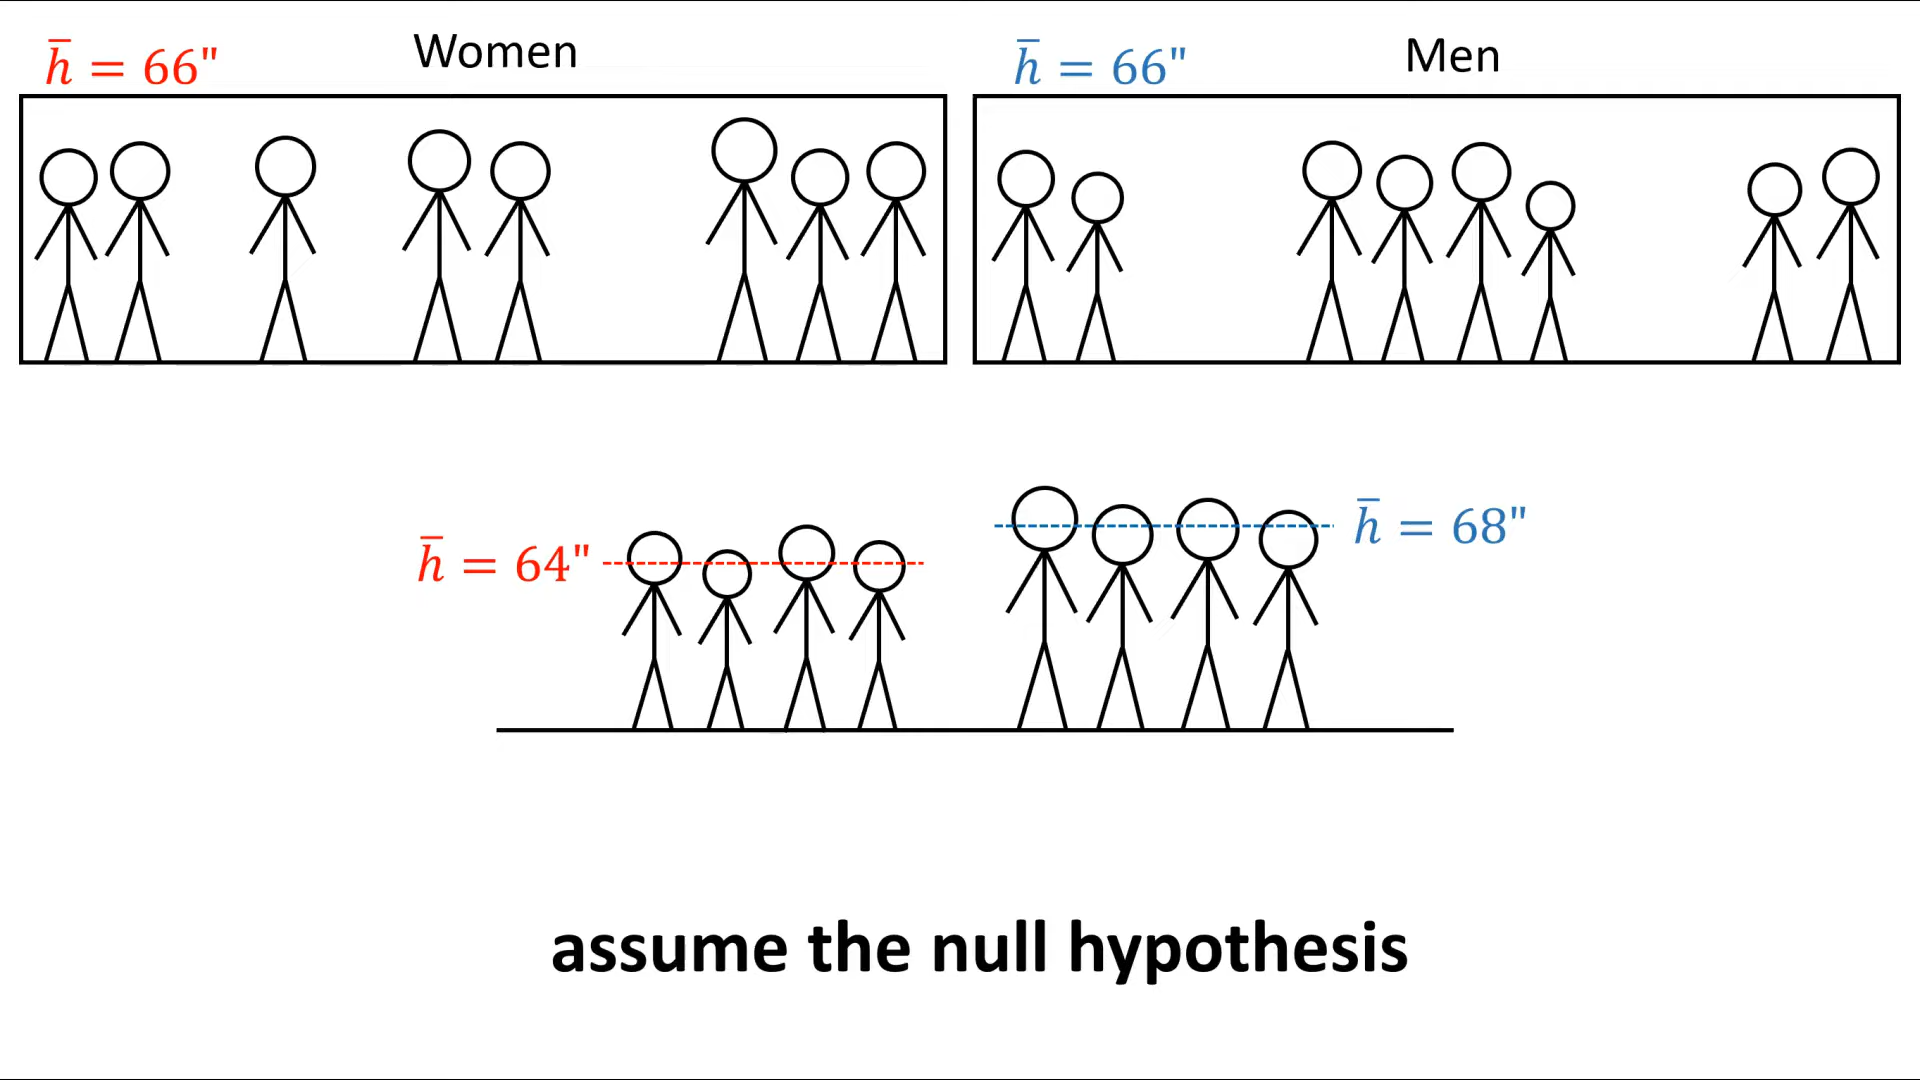 h̄ = 66"
Women
h̄ = 66"
Men
h̄ = 64"
h̄ = 68"
assume the null hypothesis